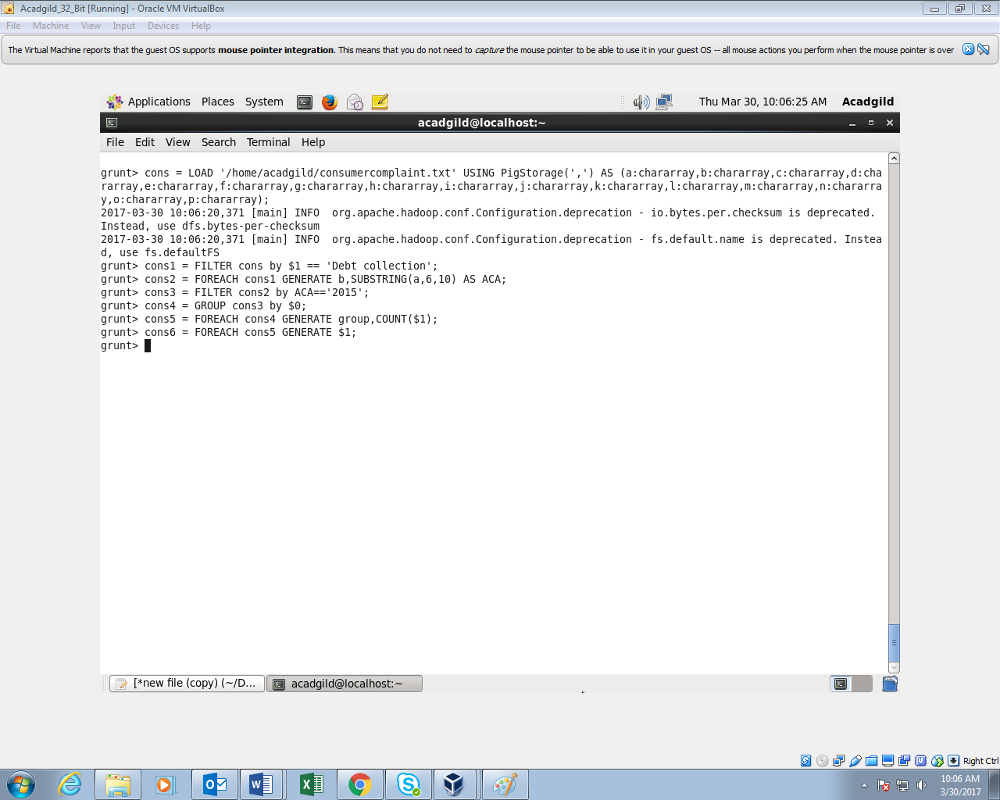 Acadgild_32_Bit [Running] - Oracle VM VirtualBox
File Machine View Input Devices Help
The Virtual Machine reports that the guest OS supports mouse pointer integration. This means that you do not need to capture the mouse pointer to be able to use it in your guest OS -- all mouse actions you perform when the mouse pointer is over
Applications Places System Thu Mar 30, 10:06:25 AM Acadgild
acadgild@localhost:~
File Edit View Search Terminal Help
grunt> cons = LOAD '/home/acadgild/consumercomplaint.txt' USING PigStorage(',') AS (a:chararray,b:chararray,c:chararray,d:cha
rarray,e:chararray,f:chararray,g:chararray,h:chararray,i:chararray,j:chararray,k:chararray,l:chararray,m:chararray,n:chararra
y,o:chararray,p:chararray);
2017-03-30 10:06:20,371 [main] INFO  org.apache.hadoop.conf.Configuration.deprecation - io.bytes.per.checksum is deprecated.
Instead, use dfs.bytes-per-checksum
2017-03-30 10:06:20,371 [main] INFO  org.apache.hadoop.conf.Configuration.deprecation - fs.default.name is deprecated. Instea
d, use fs.defaultFS
grunt> cons1 = FILTER cons by $1 == 'Debt collection';
grunt> cons2 = FOREACH cons1 GENERATE b,SUBSTRING(a,6,10) AS ACA;
grunt> cons3 = FILTER cons2 by ACA=='2015';
grunt> cons4 = GROUP cons3 by $0;
grunt> cons5 = FOREACH cons4 GENERATE group,COUNT($1);
grunt> cons6 = FOREACH cons5 GENERATE $1;
grunt>
[*new file (copy) (~/D... acadgild@localhost:~
Right Ctrl
10:06 AM
3/30/2017